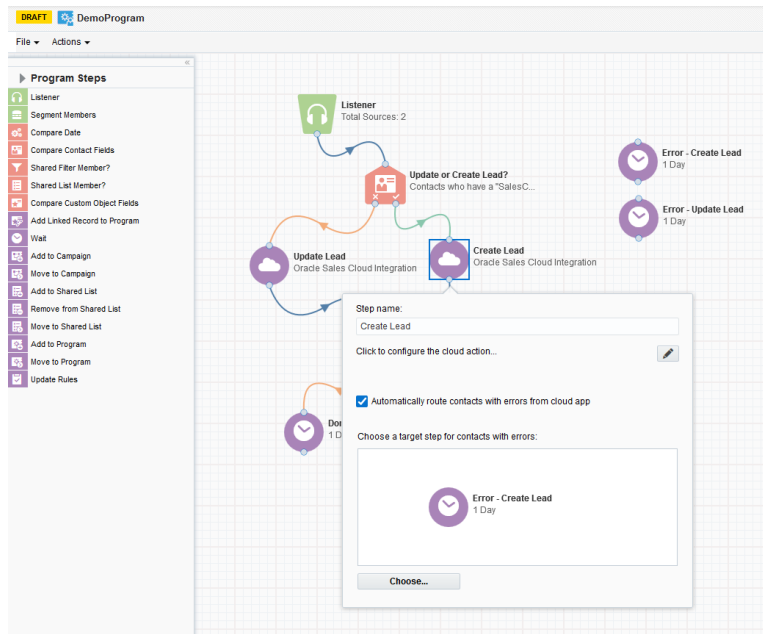 DRAFT DemoProgram
File Actions
Program Steps
Listener
Segment Members
Compare Date
Compare Contact Fields
Shared Filter Member?
Shared List Member?
Compare Custom Object Fields
Add Linked Record to Program
Wait
Add to Campaign
Move to Campaign
Add to Shared List
Remove from Shared List
Move to Shared List
Add to Program
Move to Program
Update Rules
Listener
Total Sources: 2
Update or Create Lead?
Contacts who have a "SalesC...
Error - Create Lead
1 Day
Error - Update Lead
1 Day
Update Lead
Oracle Sales Cloud Integration
Create Lead
Oracle Sales Cloud Integration
Step name:
Create Lead
Click to configure the cloud action...
Automatically route contacts with errors from cloud app
Choose a target step for contacts with errors:
Error - Create Lead
1 Day
Choose...